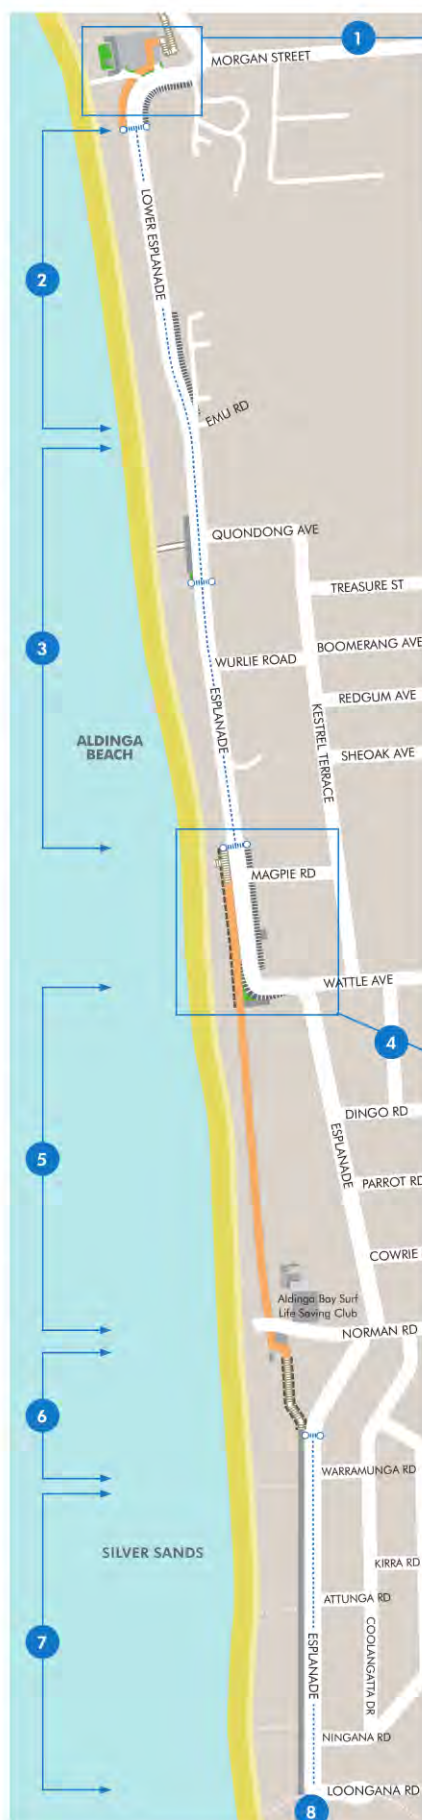 1
MORGAN STREET
LOWER ESPLANADE
2
EMU RD
QUONDONG AVE
TREASURE ST
3
WURLIE ROAD
BOOMERANG AVE
ESPLANADE
REDGUM AVE
KESTREL TERRACE
ALDINGA
BEACH
SHEOAK AVE
MAGPIE RD
WATTLE AVE
4
DINGO RD
5
ESPLANADE
PARROT RD
COWRIE
Aldinga Bay Surf
Life Saving Club
NORMAN RD
6
WARRAMUNGA RD
SILVER SANDS
KIRRA RD
ATTUNGA RD
7
ESPLANADE
COOLANGATTA DR
NINGANA RD
LOONGANA RD
8